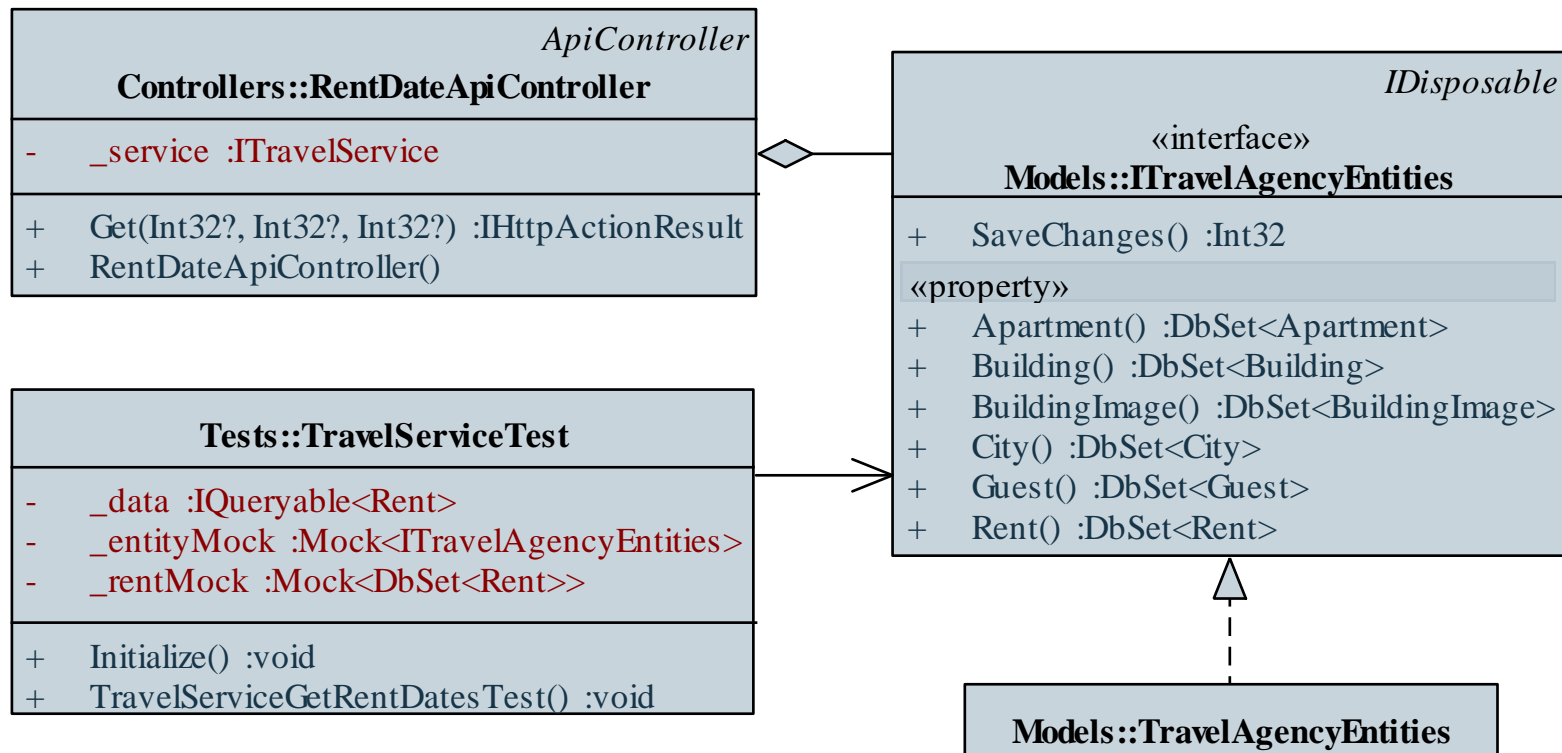 ApiController
Controllers::RentDateApiController
- _service :ITravelService
+ Get(Int32?, Int32?, Int32?) :IHttpActionResult
+ RentDateApiController()
IDisposable
«interface»
Models::ITravelAgencyEntities
+ SaveChanges() :Int32
«property»
+ Apartment() :DbSet<Apartment>
+ Building() :DbSet<Building>
+ BuildingImage() :DbSet<BuildingImage>
+ City() :DbSet<City>
+ Guest() :DbSet<Guest>
+ Rent() :DbSet<Rent>
Tests::TravelServiceTest
- _data :IQueryable<Rent>
- _entityMock :Mock<ITravelAgencyEntities>
- _rentMock :Mock<DbSet<Rent>>
+ Initialize() :void
+ TravelServiceGetRentDatesTest() :void
Models::TravelAgencyEntities